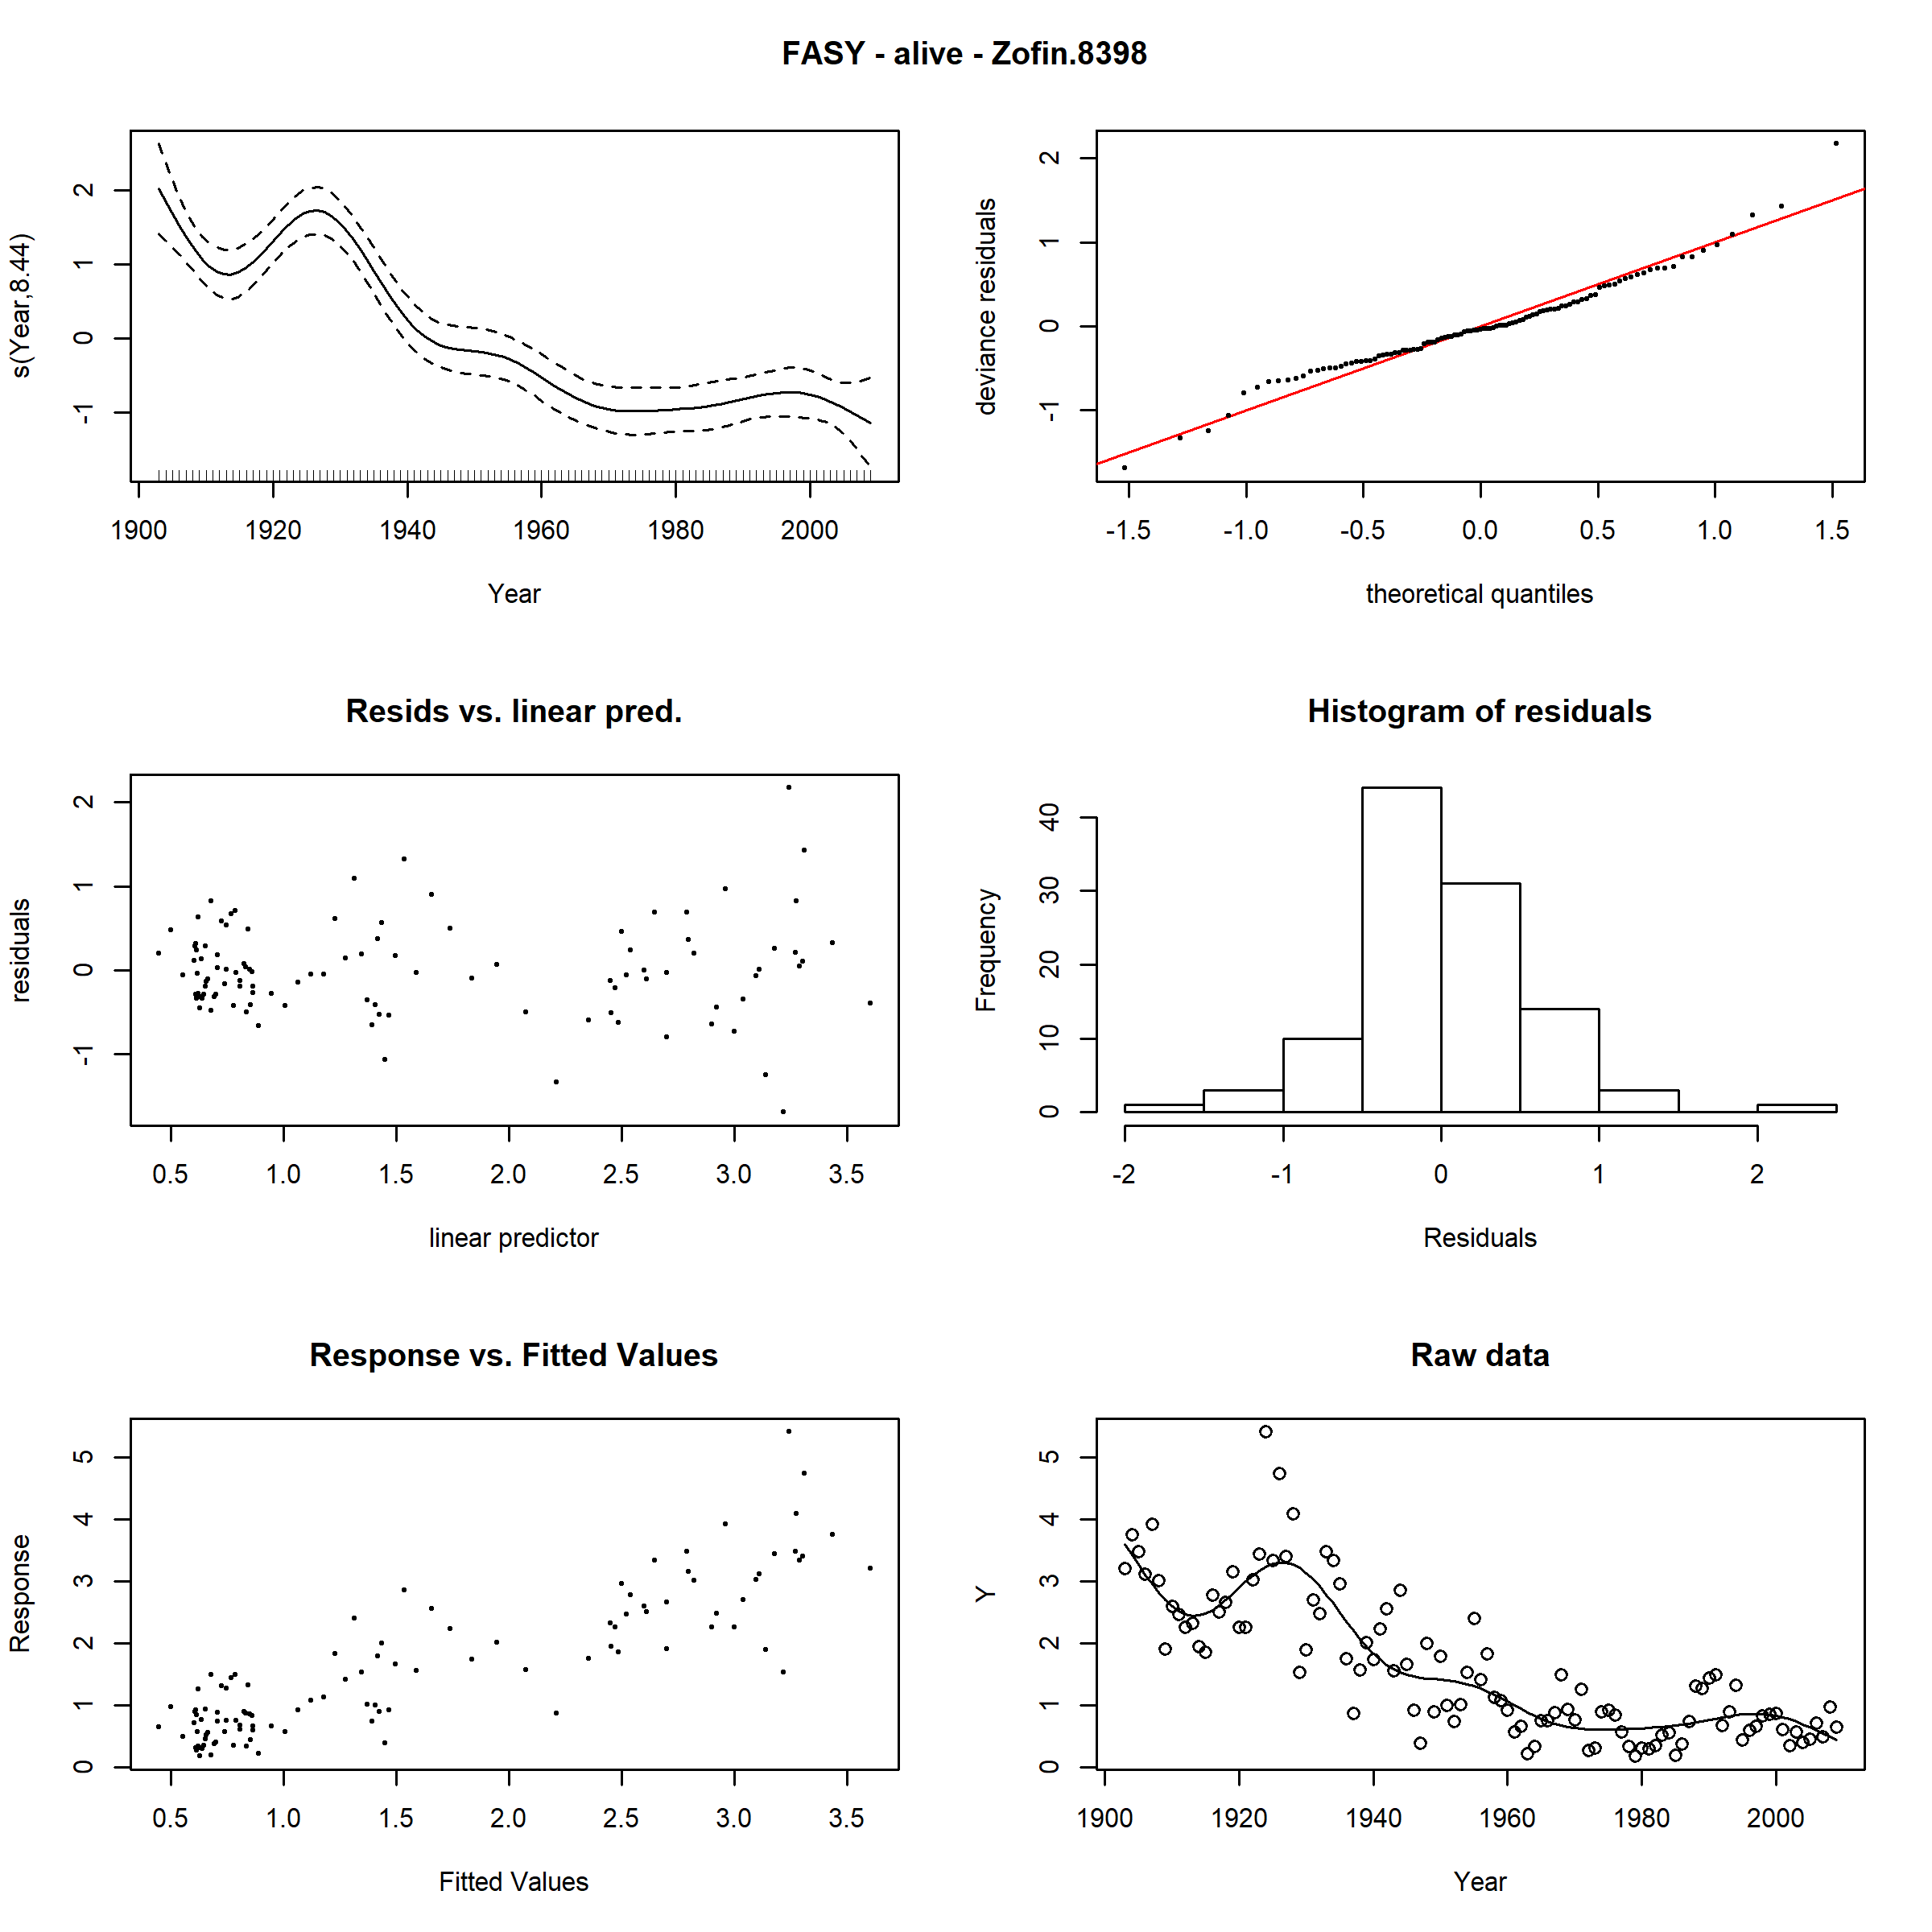 FASY - alive - Zofin.8398
s(Year,8.44)
2
1
0
-1
1900 1920 1940 1960 1980 2000
Year
deviance residuals
2
1
0
-1
-1.5 -1.0 -0.5 0.0 0.5 1.0 1.5
theoretical quantiles
Resids vs. linear pred.
residuals
2
1
0
-1
0.5 1.0 1.5 2.0 2.5 3.0 3.5
linear predictor
Histogram of residuals
Frequency
40
30
20
10
0
-2 -1 0 1 2
Residuals
Response vs. Fitted Values
Response
5
4
3
2
1
0
0.5 1.0 1.5 2.0 2.5 3.0 3.5
Fitted Values
Raw data
Y
5
4
3
2
1
0
1900 1920 1940 1960 1980 2000
Year